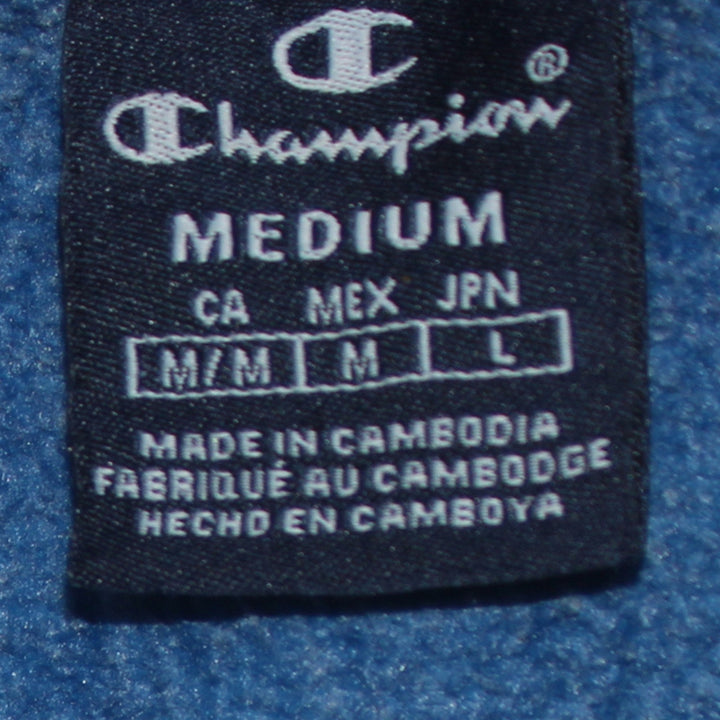 C
Champion®
MEDIUM
CA MEX JPN
M/M M L
MADE IN CAMBODIA
FABRIQUÉ AU CAMBODGE
HECHO EN CAMBOYA